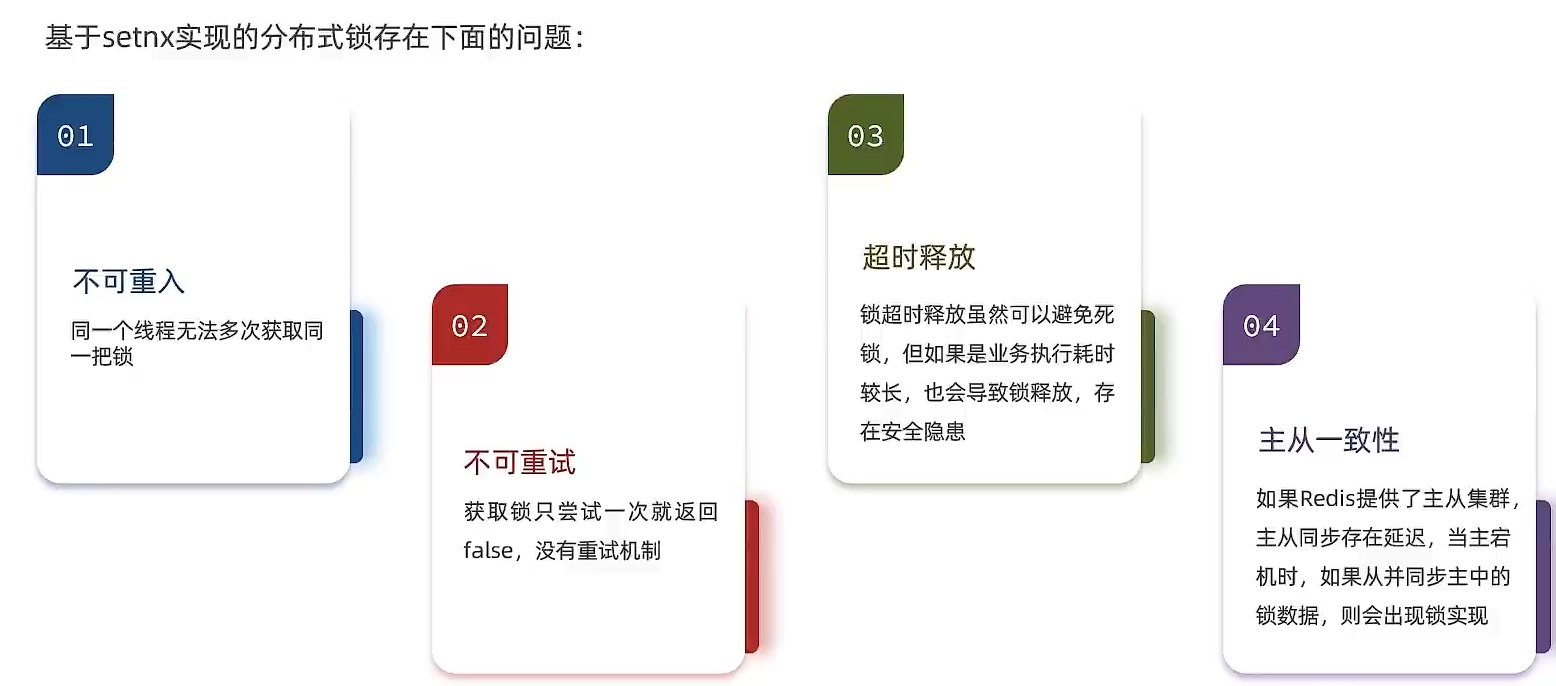 基于setnx实现的分布式锁存在下面的问题：
01
不可重入
同一个线程无法多次获取同
一把锁
02
不可重试
获取锁只尝试一次就返回
false，没有重试机制
03
超时释放
锁超时释放虽然可以避免死
锁，但如果是业务执行耗时
较长，也会导致锁释放，存
在安全隐患
04
主从一致性
如果Redis提供了主从集群，
主从同步存在延迟，当主宕
机时，如果从并同步主中的
锁数据，则会出现锁实现